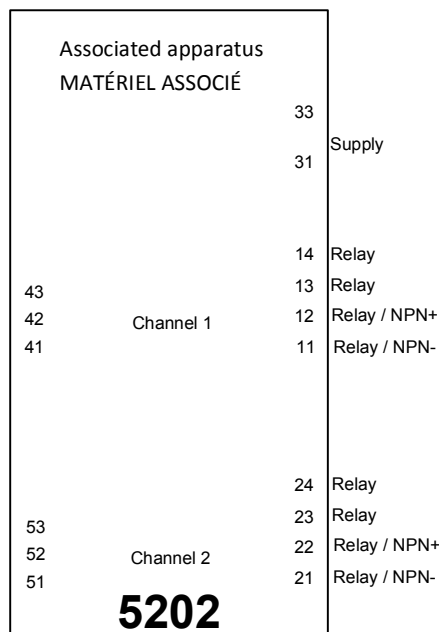 Associated apparatus
MATÉRIEL ASSOCIÉ
33
Supply
31
14 Relay
43 13 Relay
42 Channel 1 12 Relay / NPN+
41 11 Relay / NPN-
24 Relay
53 23 Relay
52 Channel 2 22 Relay / NPN+
51 21 Relay / NPN-
5202